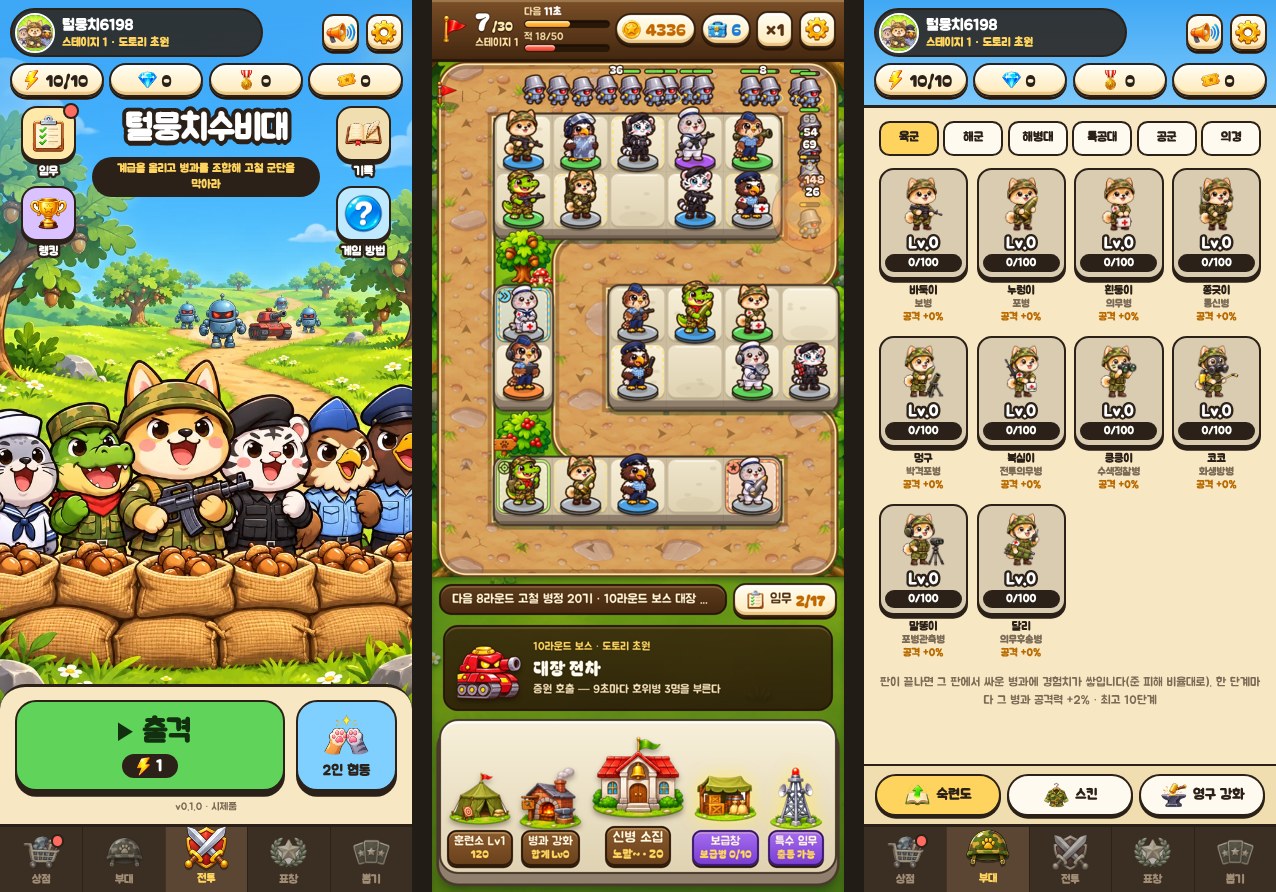 털뭉치6198
스테이지 1 · 도토리 초원
10/10
0
0
0
임무
털뭉치수비대
기록
계급을 올리고 병과를 조합해 고철 군단을
막아라
랭킹
게임 방법
출격
1
2인 협동
v0.1.0 · 시제품
상점
부대
전투
표창
뽑기
7/30
스테이지 1
다음 11초
적 18/50
4336
6
×1
36
8
69
54
69
148
26
다음 8라운드 고철 병정 20기 · 10라운드 보스 대장 ...
임무 2/17
10라운드 보스 · 도토리 초원
대장 전차
증원 호출 — 9초마다 호위병 3명을 부른다
훈련소 Lv1
120
병과 강화
합계 Lv0
신병 소집
노말~ · 20
보급창
보급병 0/10
특수 임무
출동 가능
털뭉치6198
스테이지 1 · 도토리 초원
10/10
0
0
0
육군
해군
해병대
특공대
공군
의경
Lv.0
0/100
바둑이
보병
공격 +0%
Lv.0
0/100
누렁이
포병
공격 +0%
Lv.0
0/100
흰둥이
의무병
공격 +0%
Lv.0
0/100
쫑긋이
통신병
공격 +0%
Lv.0
0/100
멍구
박격포병
공격 +0%
Lv.0
0/100
복실이
전투의무병
공격 +0%
Lv.0
0/100
킁킁이
수색정찰병
공격 +0%
Lv.0
0/100
코코
화생방병
공격 +0%
Lv.0
0/100
말똥이
포병관측병
공격 +0%
Lv.0
0/100
달리
의무후송병
공격 +0%
판이 끝나면 그 판에서 싸운 병과에 경험치가 쌓입니다(준 피해 비율대로). 한 단계마
다 그 병과 공격력 +2% · 최고 10단계
숙련도
스킨
영구 강화
상점
부대
전투
표창
뽑기